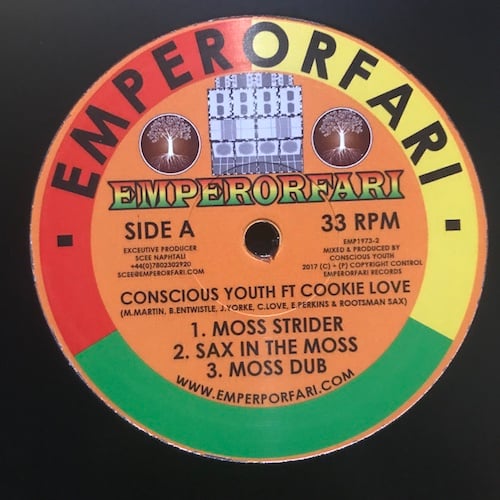 EMPERORFARI
EMPERORFARI
SIDE A
33 RPM
EXCEUTIVE PRODUCER
SCEE NAPHTALI
+44(0)7802302920
SCEE@EMPERORFARI.COM
EMP1973-2
MIXED & PRODUCED BY
CONSCIOUS YOUTH
2017 (C) + (P) COPYRIGHT CONTROL
EMPERORFARI RECORDS
CONSCIOUS YOUTH FT COOKIE LOVE
(M.MARTIN, B.ENTWISTLE, J.YORKE, C.LOVE, E.PERKINS & ROOTSMAN SAX)
1. MOSS STRIDER
2. SAX IN THE MOSS
3. MOSS DUB
WWW.EMPERPORFARI.COM